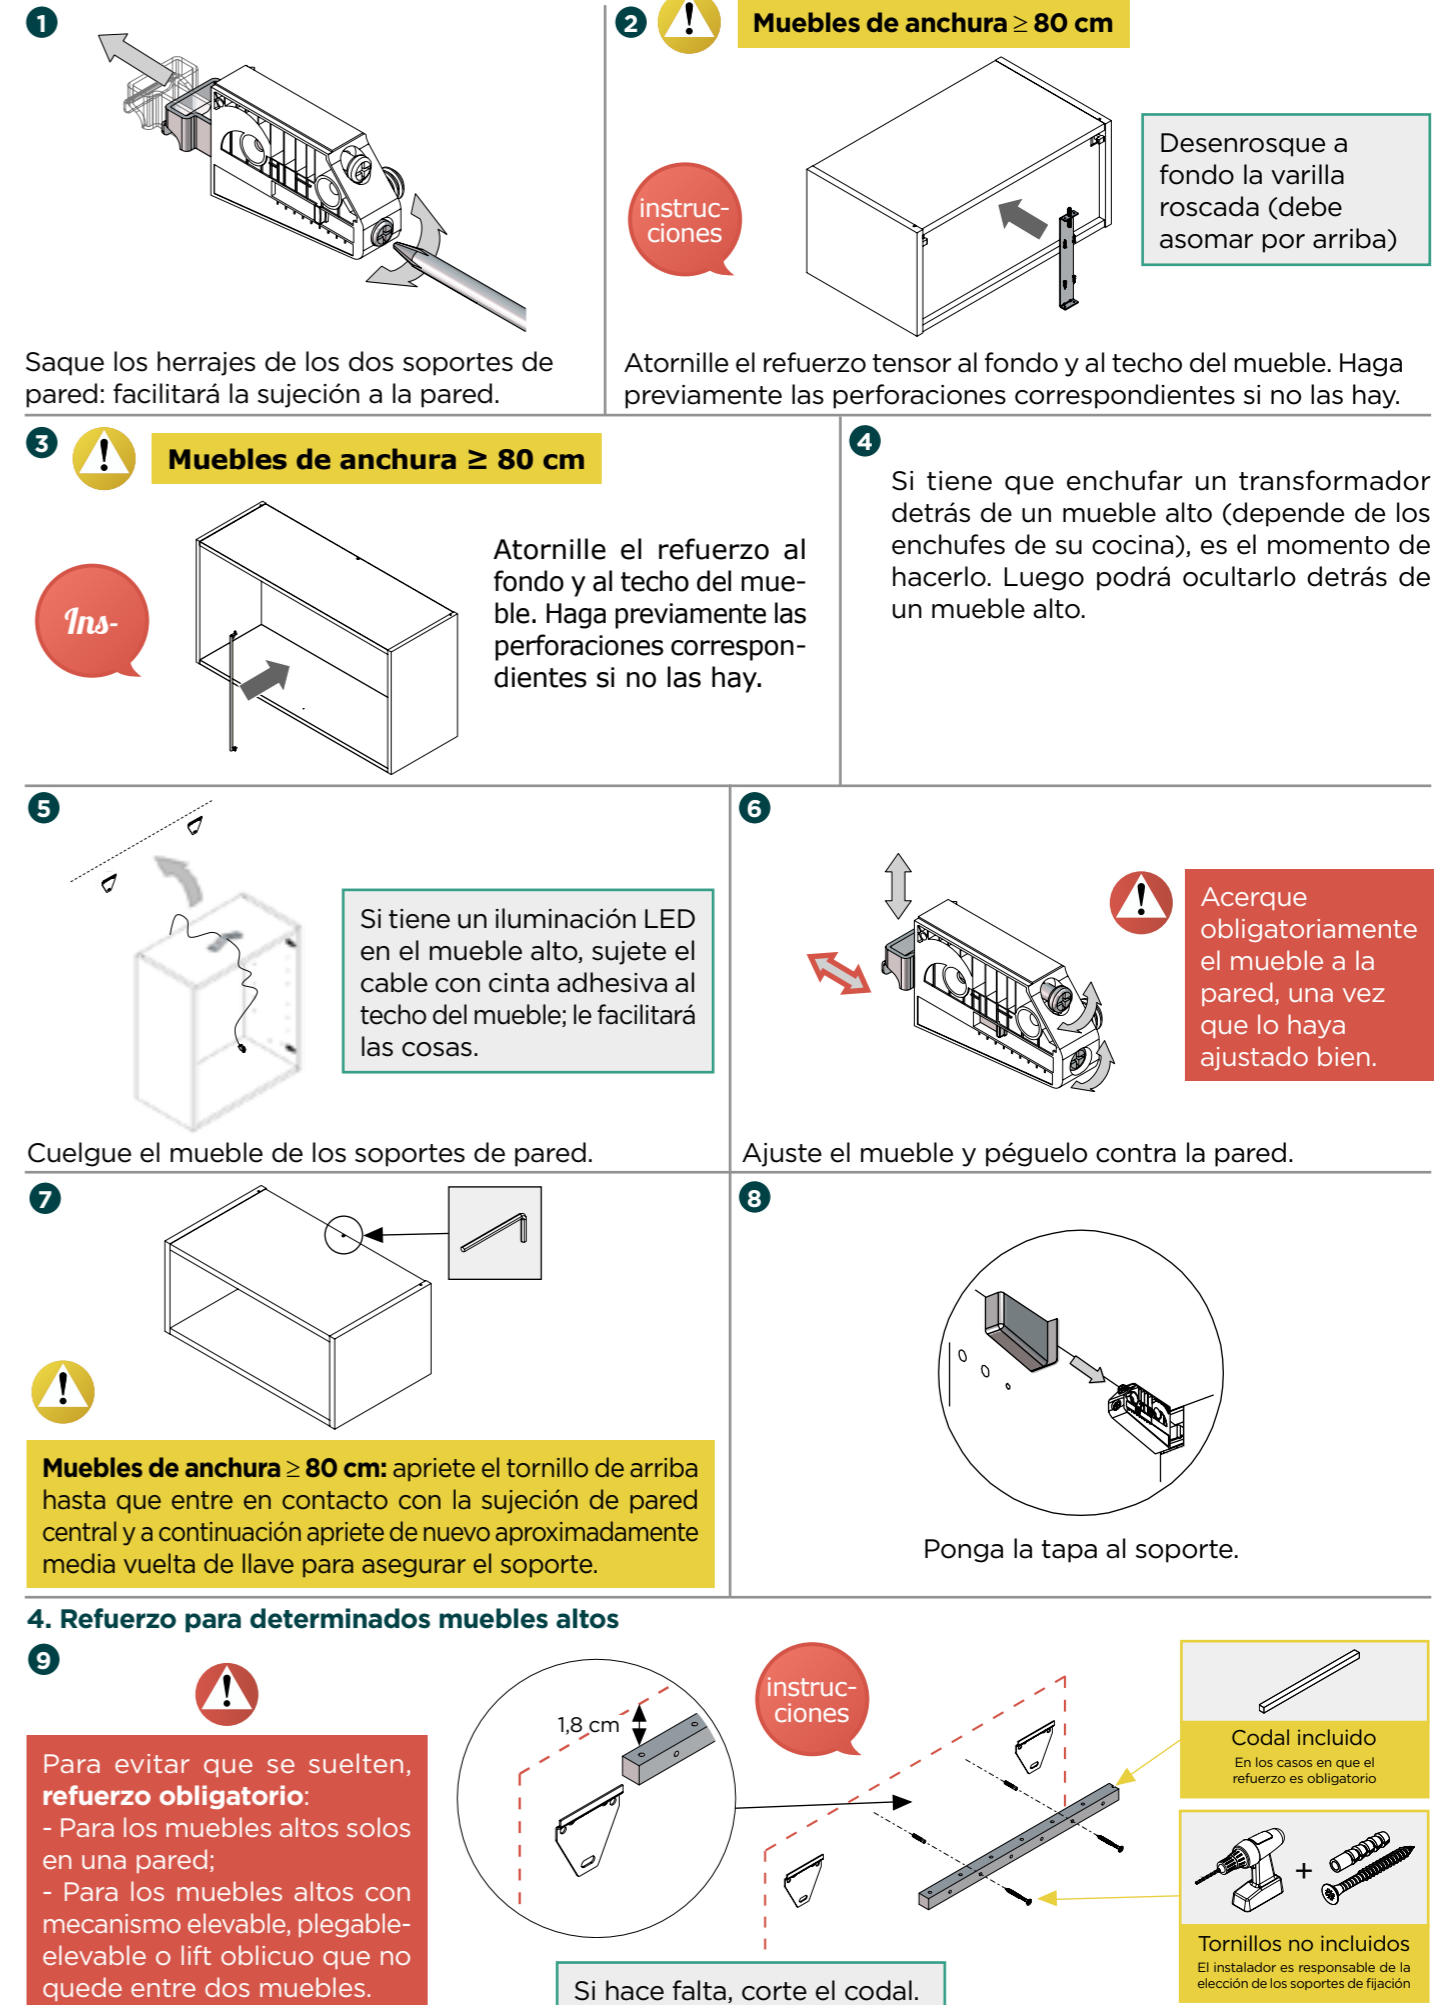 1
Saque los herrajes de los dos soportes de
pared: facilitará la sujeción a la pared.
2
Muebles de anchura ≥ 80 cm
instruc-
ciones
Desenrosque a
fondo la varilla
roscada (debe
asomar por arriba)
Atornille el refuerzo tensor al fondo y al techo del mueble. Haga
previamente las perforaciones correspondientes si no las hay.
3
Muebles de anchura ≥ 80 cm
Ins-
Atornille el refuerzo al
fondo y al techo del mue-
ble. Haga previamente las
perforaciones correspon-
dientes si no las hay.
4
Si tiene que enchufar un transformador
detrás de un mueble alto (depende de los
enchufes de su cocina), es el momento de
hacerlo. Luego podrá ocultarlo detrás de
un mueble alto.
5
Si tiene un iluminación LED
en el mueble alto, sujete el
cable con cinta adhesiva al
techo del mueble; le facilitará
las cosas.
Cuelgue el mueble de los soportes de pared.
6
Acerque
obligatoriamente
el mueble a la
pared, una vez
que lo haya
ajustado bien.
Ajuste el mueble y péguelo contra la pared.
7
Muebles de anchura ≥ 80 cm: apriete el tornillo de arriba
hasta que entre en contacto con la sujeción de pared
central y a continuación apriete de nuevo aproximadamente
media vuelta de llave para asegurar el soporte.
8
Ponga la tapa al soporte.
4. Refuerzo para determinados muebles altos
9
Para evitar que se suelten,
refuerzo obligatorio:
- Para los muebles altos solos
en una pared;
- Para los muebles altos con
mecanismo elevable, plegable-
elevable o lift oblicuo que no
quede entre dos muebles.
1,8 cm
instruc-
ciones
Si hace falta, corte el codal.
Codal incluido
En los casos en que el
refuerzo es obligatorio
+
Tornillos no incluidos
El instalador es responsable de la
elección de los soportes de fijación